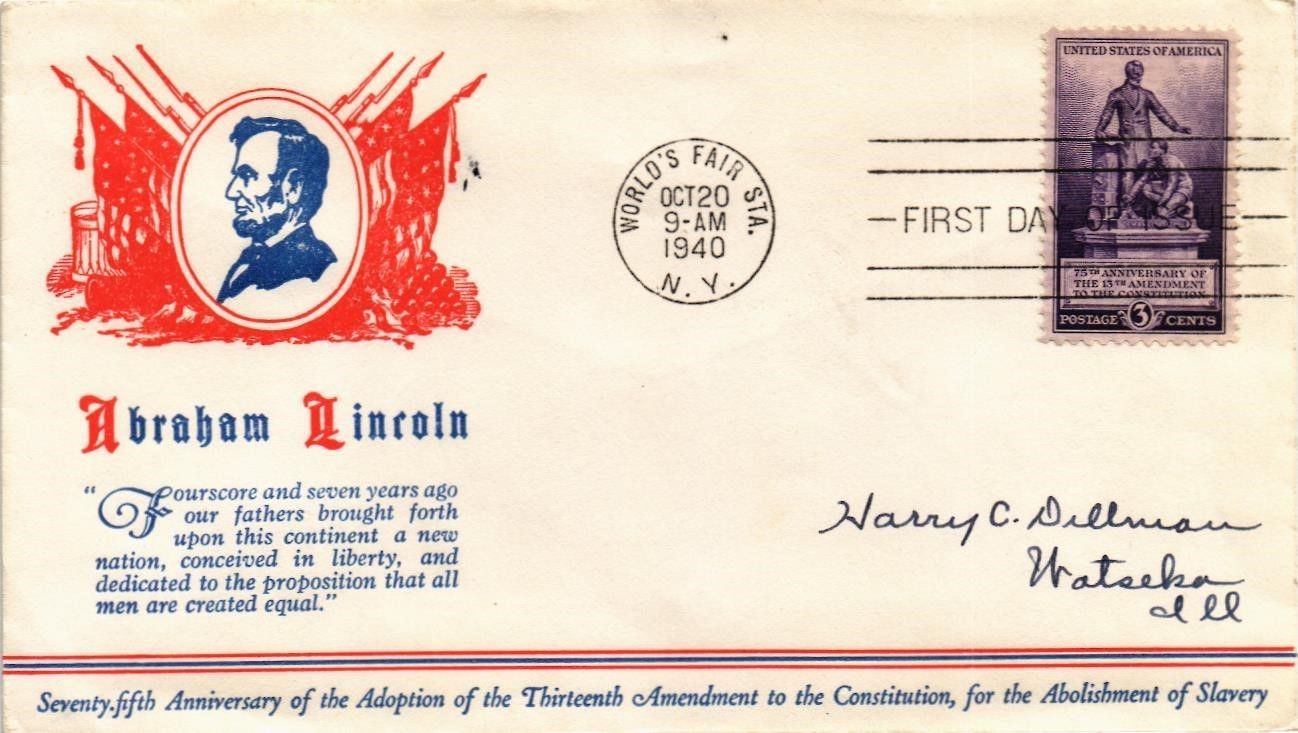 UNITED STATES OF AMERICA
WORLD'S FAIR STA.
OCT 20
9-AM
1940
N. Y.
FIRST DAY OF ISSUE
75TH ANNIVERSARY OF
THE 13TH AMENDMENT
TO THE CONSTITUTION
POSTAGE 3 CENTS
Abraham Lincoln
"Fourscore and seven years ago
our fathers brought forth
upon this continent a new
nation, conceived in liberty, and
dedicated to the proposition that all
men are created equal."
Harry C. Dillman
Watseka
Ill
Seventy-fifth Anniversary of the Adoption of the Thirteenth Amendment to the Constitution, for the Abolishment of Slavery